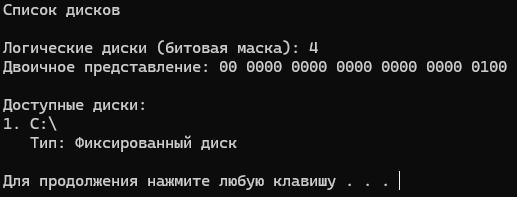 Список дисков
Логические диски (битовая маска): 4
Двоичное представление: 00 0000 0000 0000 0000 0000 0100
Доступные диски:
1. C:\
Тип: Фиксированный диск
Для продолжения нажмите любую клавишу . . .